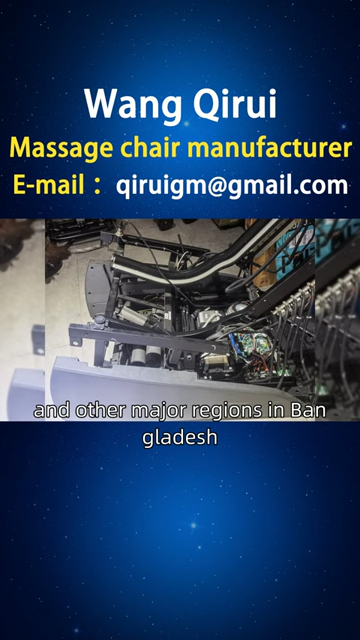 Wang Qirui
Massage chair manufacturer
E-mail： qiruigm@gmail.com
and other major regions in Ban
gladesh